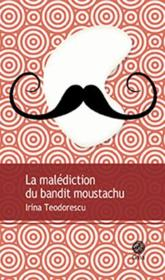 La malédiction
du bandit moustachu
Irina Teodorescu